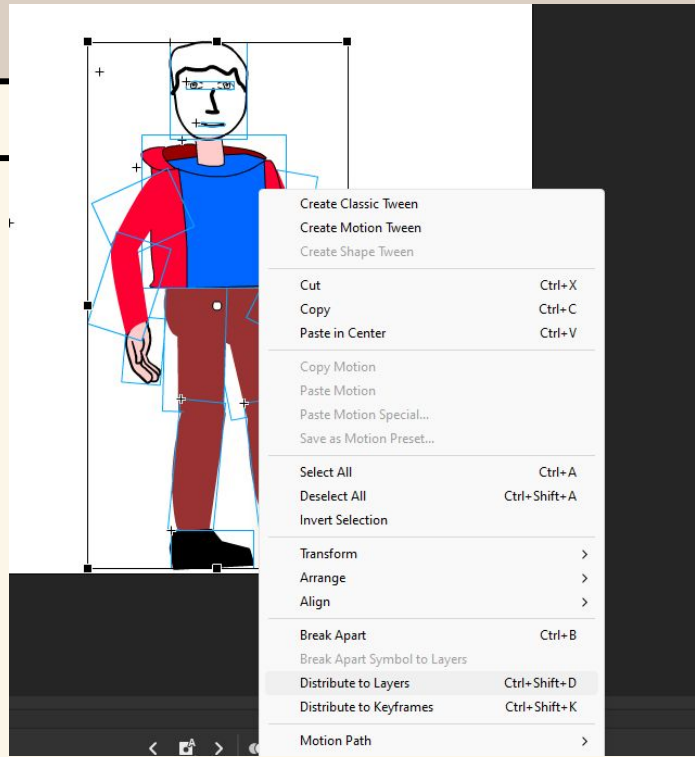 Create Classic Tween
Create Motion Tween
Create Shape Tween
Cut Ctrl+X
Copy Ctrl+C
Paste in Center Ctrl+V
Copy Motion
Paste Motion
Paste Motion Special...
Save as Motion Preset...
Select All Ctrl+A
Deselect All Ctrl+Shift+A
Invert Selection
Transform
Arrange
Align
Break Apart Ctrl+B
Break Apart Symbol to Layers
Distribute to Layers Ctrl+Shift+D
Distribute to Keyframes Ctrl+Shift+K
Motion Path